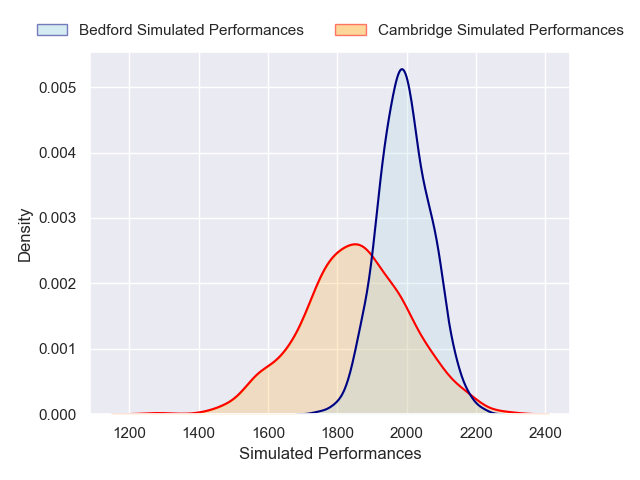 Bedford Simulated Performances Cambridge Simulated Performances
0.005
0.004
0.003
0.002
0.001
0.000
Density
1200 1400 1600 1800 2000 2200 2400
Simulated Performances